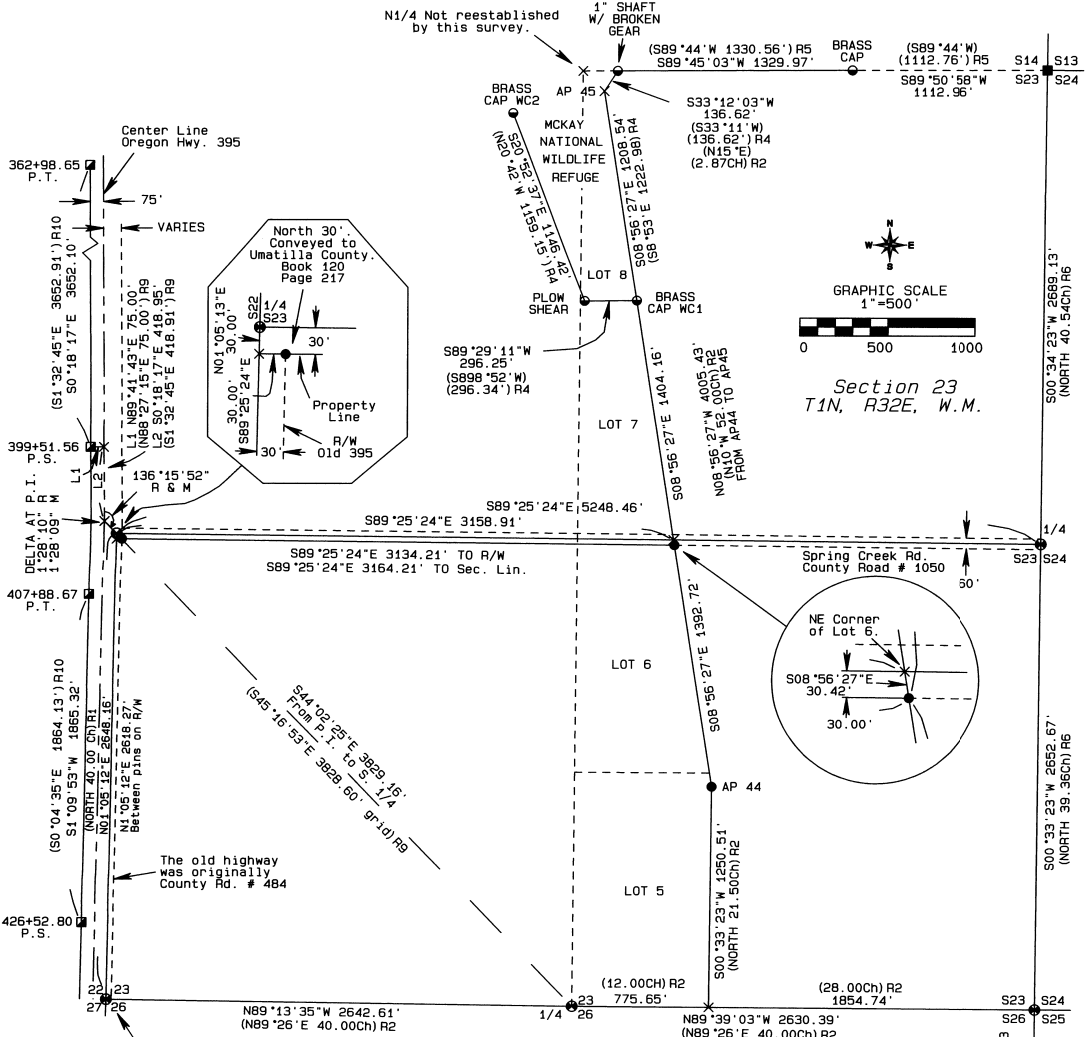 N1/4 Not reestablished
by this survey.
1" SHAFT
W/ BROKEN
GEAR
(S89°44'W 1330.56')R5
S89°45'03"W 1329.97'
BRASS
CAP
(S89°44'W)
(1112.76')R5
S89°50'58"W
1112.96'
S14
S13
S23
S24
AP 45
BRASS
CAP WC2
S33°12'03"W
136.62'
(S33°11'W)
(136.62')R4
(N15°E)
(2.87CH)R2
MCKAY
NATIONAL
WILDLIFE
REFUGE
S20°52'37"E 1146.42'
(N20°42'W 1159.15')R4
S08°56'27"E 1208.54'
(S8°53'E 1222.98)R4
Center Line
Oregon Hwy. 395
362+98.65
P.T.
75'
VARIES
(S1°32'45"E 3652.91')R10
S0°18'17"E 3652.10'
L1 N89°41'43"E 75.00'
(N88°27'15"E 75.00')R9
L2 S0°18'17"E 418.95'
(S1°32'45"E 418.91')R9
North 30'.
Conveyed to
Umatilla County.
Book 120
Page 217
S22
1/4
S23
N01°05'13"E
30.00'
30.00'
S89°25'24"E
30'
Property
Line
R/W
Old 395
30'
LOT 8
PLOW
SHEAR
BRASS
CAP WC1
S89°29'11"W
296.25'
(S898°52'W)
(296.34')R4
N
W
E
S
GRAPHIC SCALE
1"=500'
0 500 1000
Section 23
T1N, R32E, W.M.
S00°34'23"W 2689.13'
(NORTH 40.54Ch)R6
LOT 7
S08°56'27"E 1404.16'
N08°56'27"W 4005.43'
(N10°W 52.00Ch)R2
FROM AP44 TO AP45
399+51.56
P.S.
L1
L2
136°15'52"
R & M
DELTA AT P.I.
1°28'10" R
1°28'09" M
S89°25'24"E 5248.46'
S89°25'24"E 3158.91'
S89°25'24"E 3134.21' TO R/W
S89°25'24"E 3164.21' TO Sec. Lin.
Spring Creek Rd.
County Road # 1050
60'
1/4
S23
S24
407+88.67
P.T.
NE Corner
of Lot 6.
S08°56'27"E
30.42'
30.00'
S08°56'27"E 1392.72'
LOT 6
(S0°04'35"E 1864.13')R10
S1°09'53"W 1865.32'
(NORTH 40.00 Ch)R1
N01°05'12"E 2648.16'
N1°05'12"E 2618.27'
Between pins on R/W
S44°02'25"E 3829.16'
From P.I. to S. 1/4
(S45°16'53"E 3828.60' grid)R9
AP 44
S00°33'23"W 2652.67'
(NORTH 39.36Ch)R6
The old highway
was originally
County Rd. # 484
LOT 5
S00°33'23"W 1250.51'
(NORTH 21.50Ch)R2
426+52.80
P.S.
22
23
27
26
N89°13'35"W 2642.61'
(N89°26'E 40.00Ch)R2
23
1/4
26
(12.00CH)R2
775.65'
(28.00Ch)R2
1854.74'
N89°39'03"W 2630.39'
(N89°26'E 40.00Ch)R2
S23
S24
S26
S25